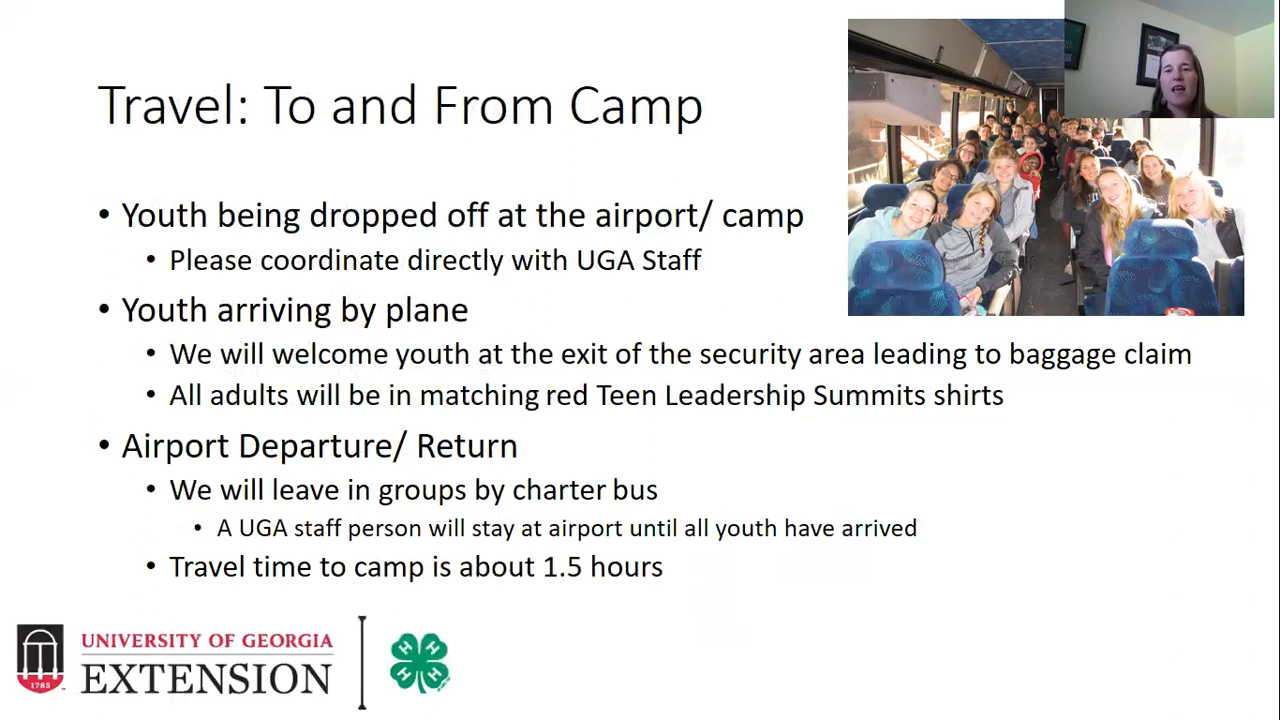 Travel: To and From Camp
• Youth being dropped off at the airport/ camp
• Please coordinate directly with UGA Staff
• Youth arriving by plane
• We will welcome youth at the exit of the security area leading to baggage claim
• All adults will be in matching red Teen Leadership Summits shirts
• Airport Departure/ Return
• We will leave in groups by charter bus
• A UGA staff person will stay at airport until all youth have arrived
• Travel time to camp is about 1.5 hours
1785
UNIVERSITY OF GEORGIA
EXTENSION
H H
H H